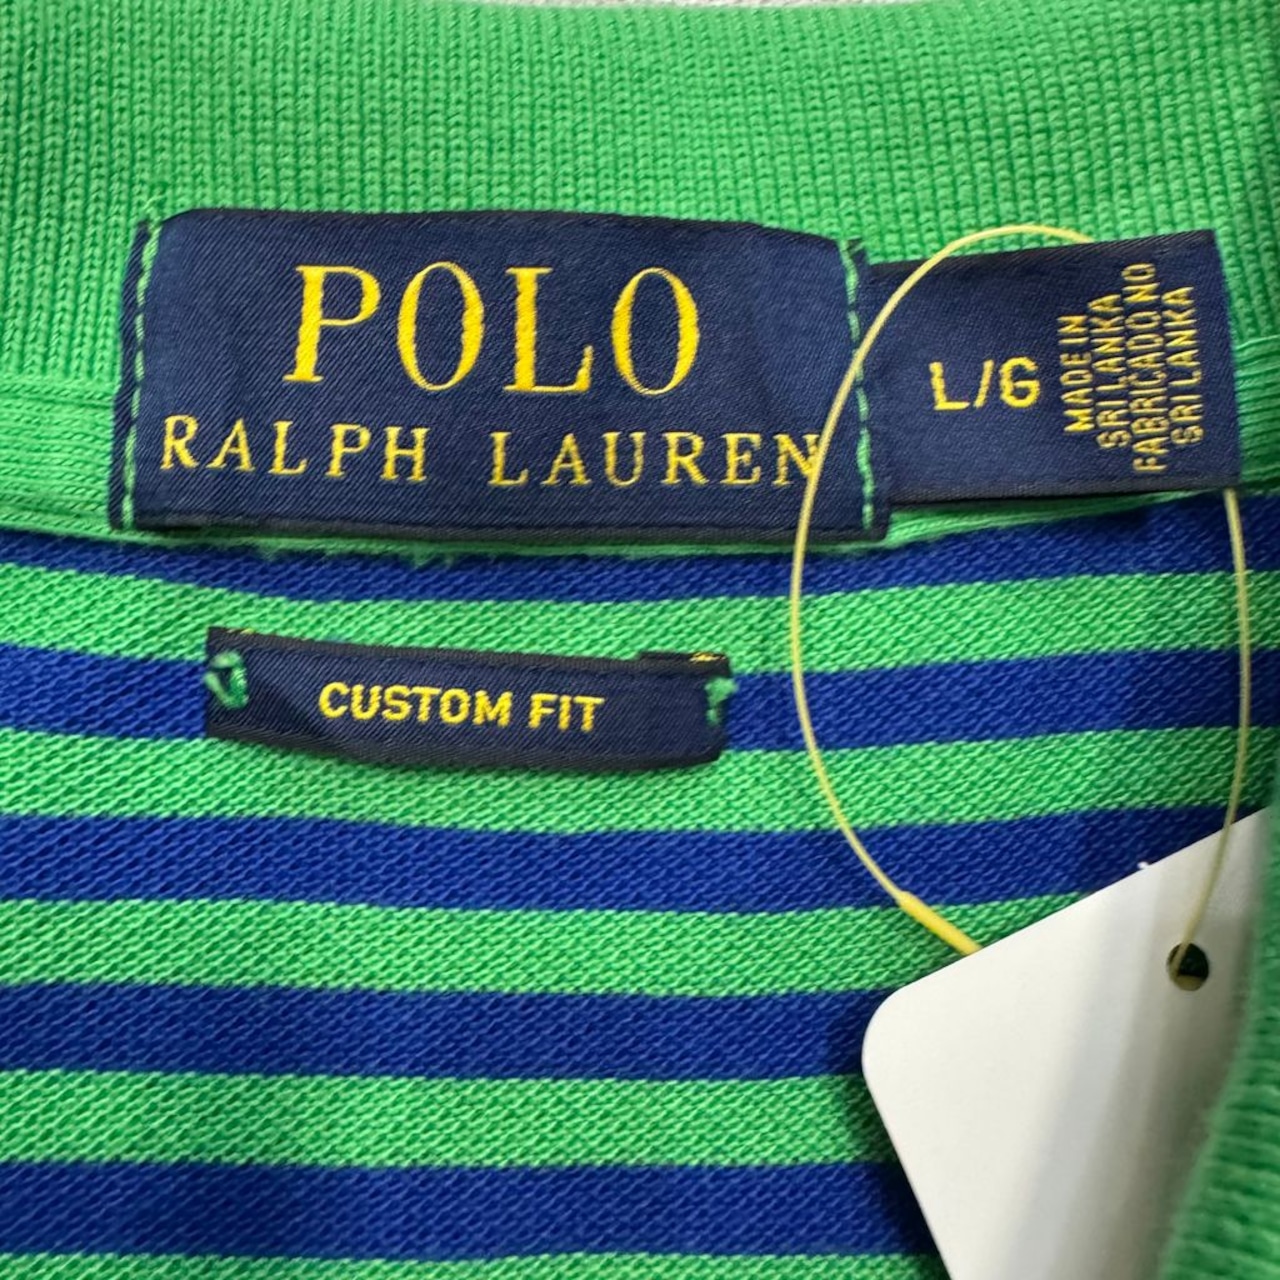 POLO
RALPH LAUREN
L/G
MADE IN
SRI LANKA
FABRICADO NO
SRI LANKA
CUSTOM FIT